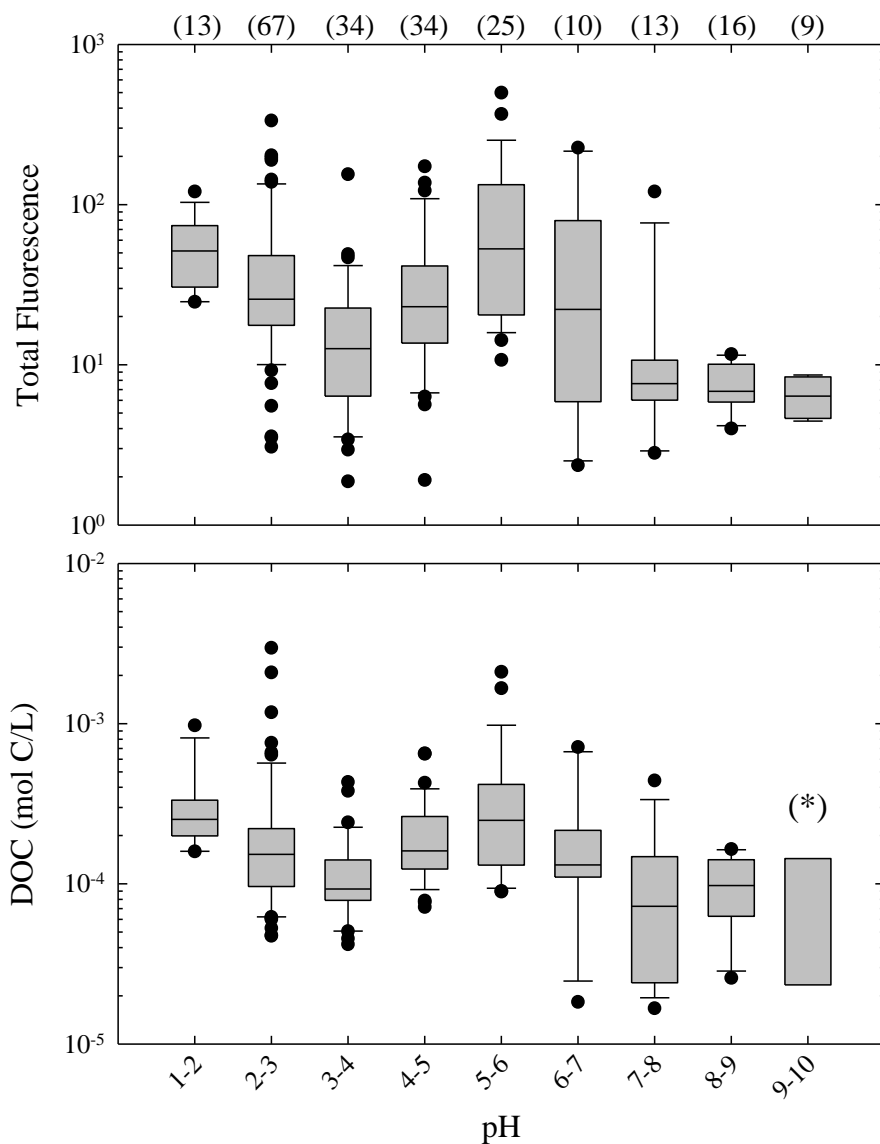 (13) (67) (34) (34) (25) (10) (13) (16) (9)
10³
10²
10¹
10⁰
Total Fluorescence
10⁻²
10⁻³
10⁻⁴
10⁻⁵
DOC (mol C/L)
(*)
1-2 2-3 3-4 4-5 5-6 6-7 7-8 8-9 9-10
pH